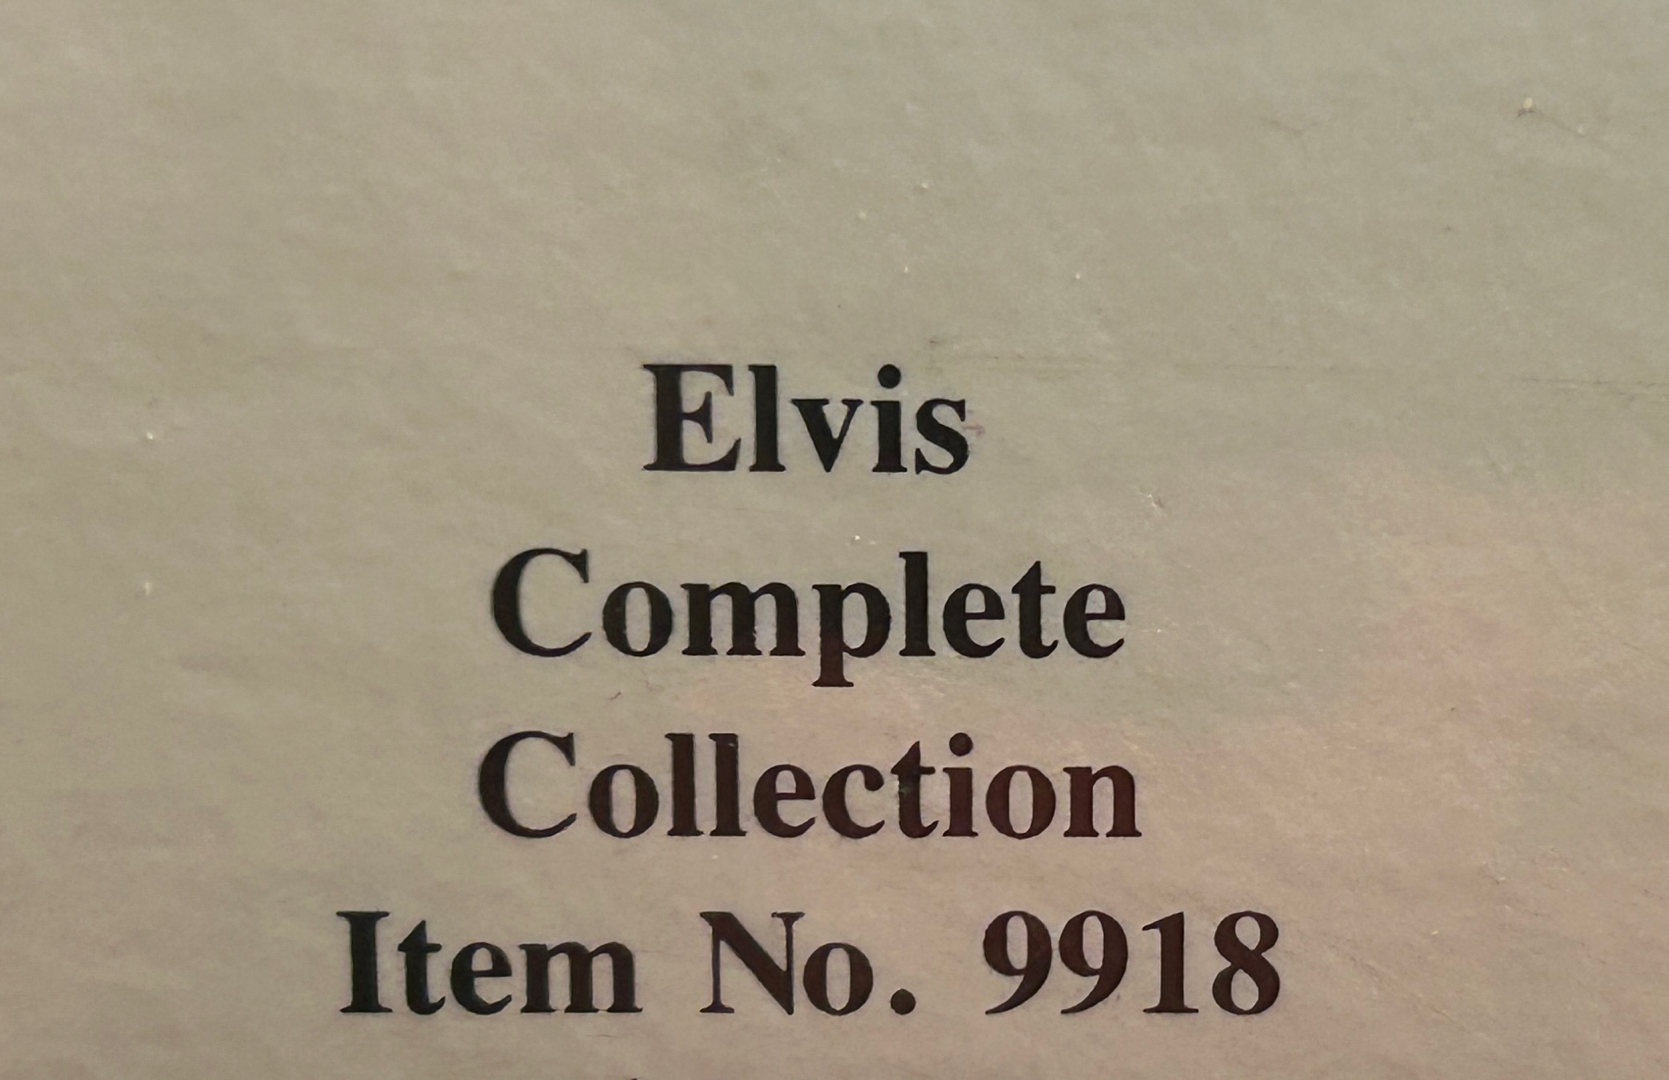 Elvis
Complete
Collection
Item No. 9918